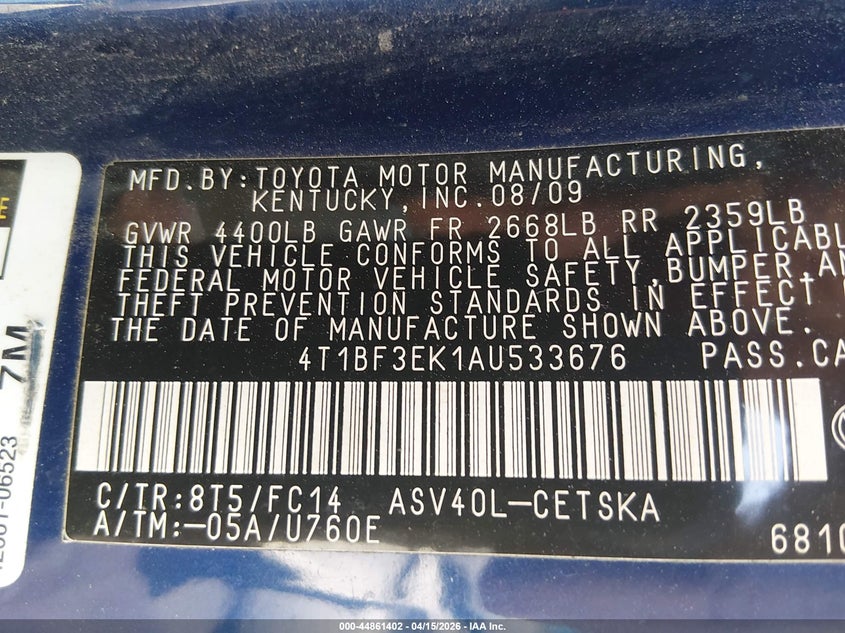 MFD.BY:TOYOTA MOTOR MANUFACTURING,
KENTUCKY,INC.08/09
GVWR 4400LB GAWR FR 2668LB RR 2359LB
THIS VEHICLE CONFORMS TO ALL APPLICABL
FEDERAL MOTOR VEHICLE SAFETY,BUMPER,AN
THEFT PREVENTION STANDARDS IN EFFECT
THE DATE OF MANUFACTURE SHOWN ABOVE.
4T1BF3EK1AU533676 PASS.CA
C/TR:8T5/FC14 ASV40L-CETSKA
A/TM:-05A/U760E
6810
7M
06523
000-44861402 - 04/15/2026 - IAA Inc.